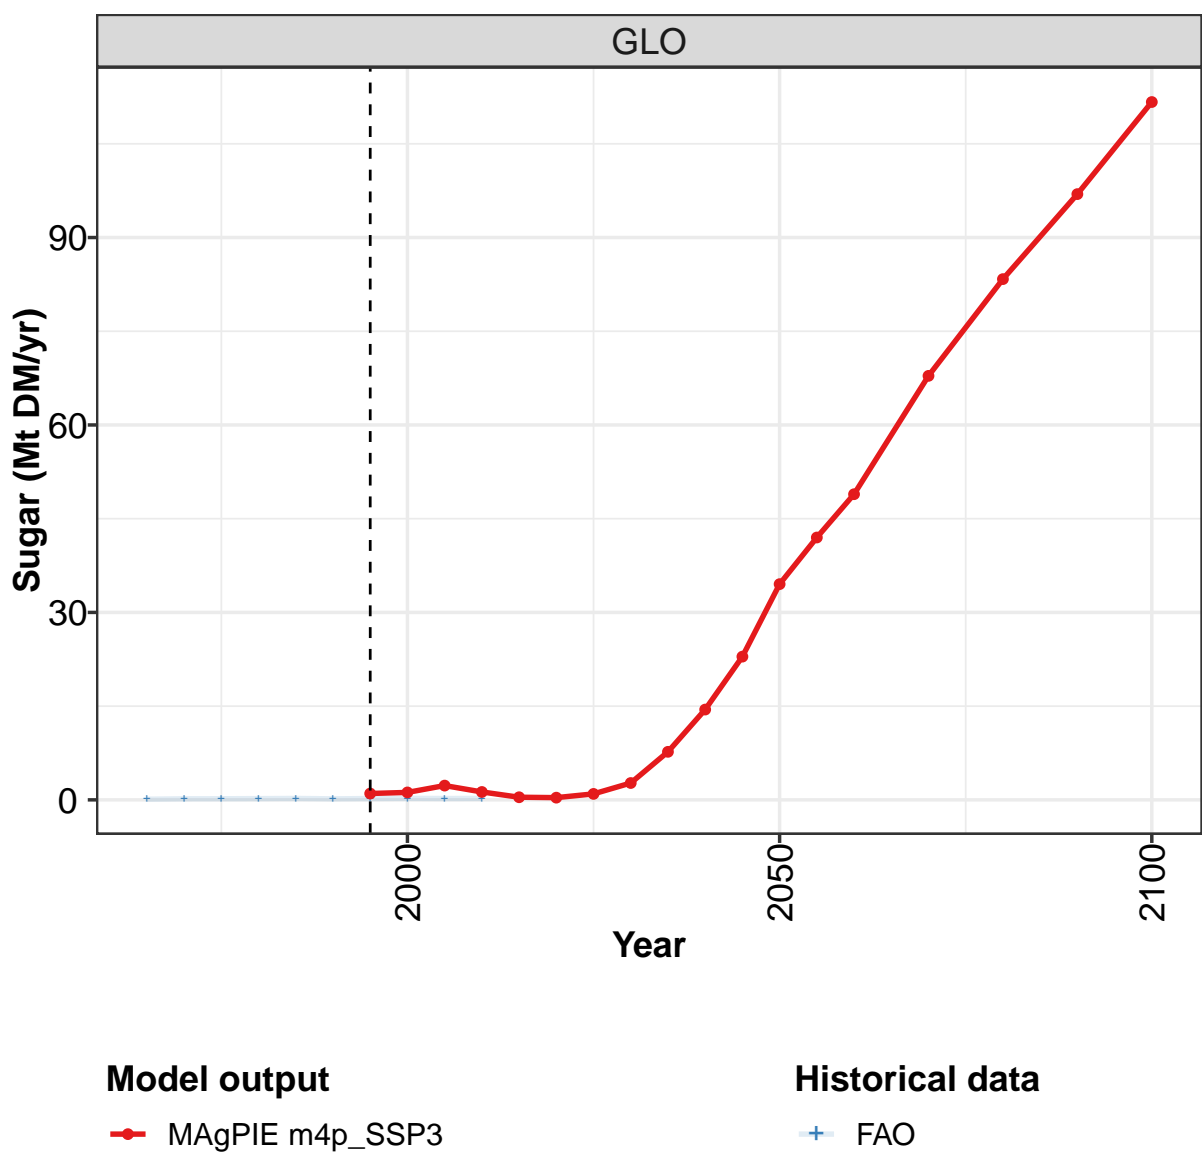 GLO
Sugar (Mt DM/yr)
90
60
30
0
2000
2050
2100
Year
Model output
Historical data
MAgPIE m4p_SSP3
FAO